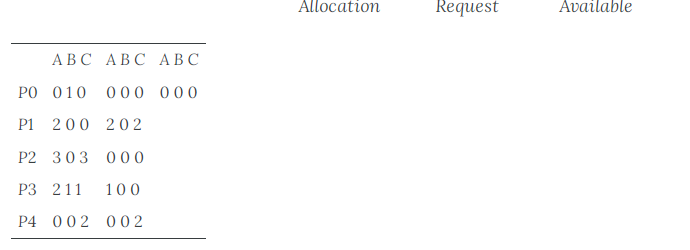 Allocation Request Available
A B C A B C A B C
P0 0 1 0 0 0 0 0 0 0
P1 2 0 0 2 0 2
P2 3 0 3 0 0 0
P3 2 1 1 1 0 0
P4 0 0 2 0 0 2